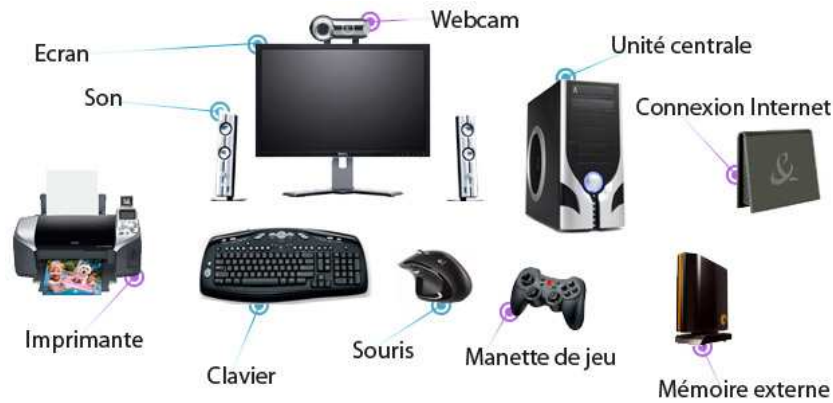 Webcam
Ecran
Unité centrale
Son
Connexion Internet
Imprimante
Clavier
Souris
Manette de jeu
Mémoire externe